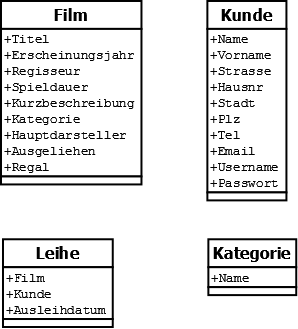 Film
+Titel
+Erscheinungsjahr
+Regisseur
+Spieldauer
+Kurzbeschreibung
+Kategorie
+Hauptdarsteller
+Ausgeliehen
+Regal
Kunde
+Name
+Vorname
+Strasse
+Hausnr
+Stadt
+Plz
+Tel
+Email
+Username
+Passwort
Leihe
+Film
+Kunde
+Ausleihdatum
Kategorie
+Name